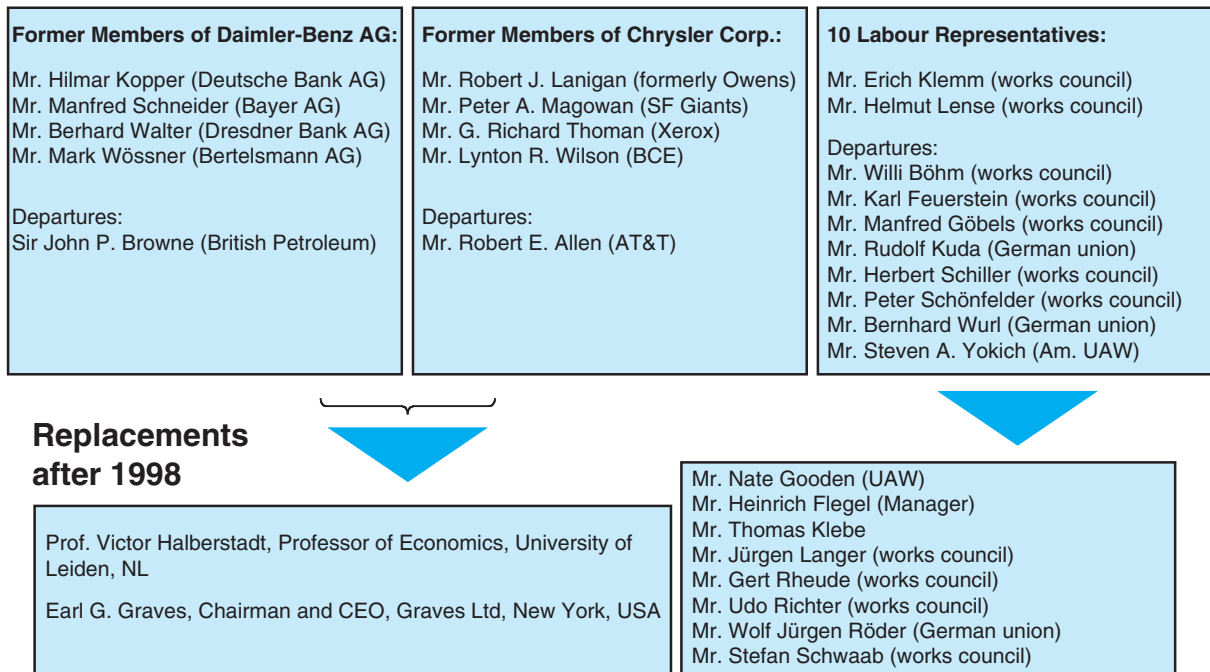 Former Members of Daimler-Benz AG:
Mr. Hilmar Kopper (Deutsche Bank AG)
Mr. Manfred Schneider (Bayer AG)
Mr. Berhard Walter (Dresdner Bank AG)
Mr. Mark Wössner (Bertelsmann AG)
Departures:
Sir John P. Browne (British Petroleum)
Former Members of Chrysler Corp.:
Mr. Robert J. Lanigan (formerly Owens)
Mr. Peter A. Magowan (SF Giants)
Mr. G. Richard Thoman (Xerox)
Mr. Lynton R. Wilson (BCE)
Departures:
Mr. Robert E. Allen (AT&T)
10 Labour Representatives:
Mr. Erich Klemm (works council)
Mr. Helmut Lense (works council)
Departures:
Mr. Willi Böhm (works council)
Mr. Karl Feuerstein (works council)
Mr. Manfred Göbels (works council)
Mr. Rudolf Kuda (German union)
Mr. Herbert Schiller (works council)
Mr. Peter Schönfelder (works council)
Mr. Bernhard Wurl (German union)
Mr. Steven A. Yokich (Am. UAW)
Replacements
after 1998
Prof. Victor Halberstadt, Professor of Economics, University of
Leiden, NL
Earl G. Graves, Chairman and CEO, Graves Ltd, New York, USA
Mr. Nate Gooden (UAW)
Mr. Heinrich Flegel (Manager)
Mr. Thomas Klebe
Mr. Jürgen Langer (works council)
Mr. Gert Rheude (works council)
Mr. Udo Richter (works council)
Mr. Wolf Jürgen Röder (German union)
Mr. Stefan Schwaab (works council)